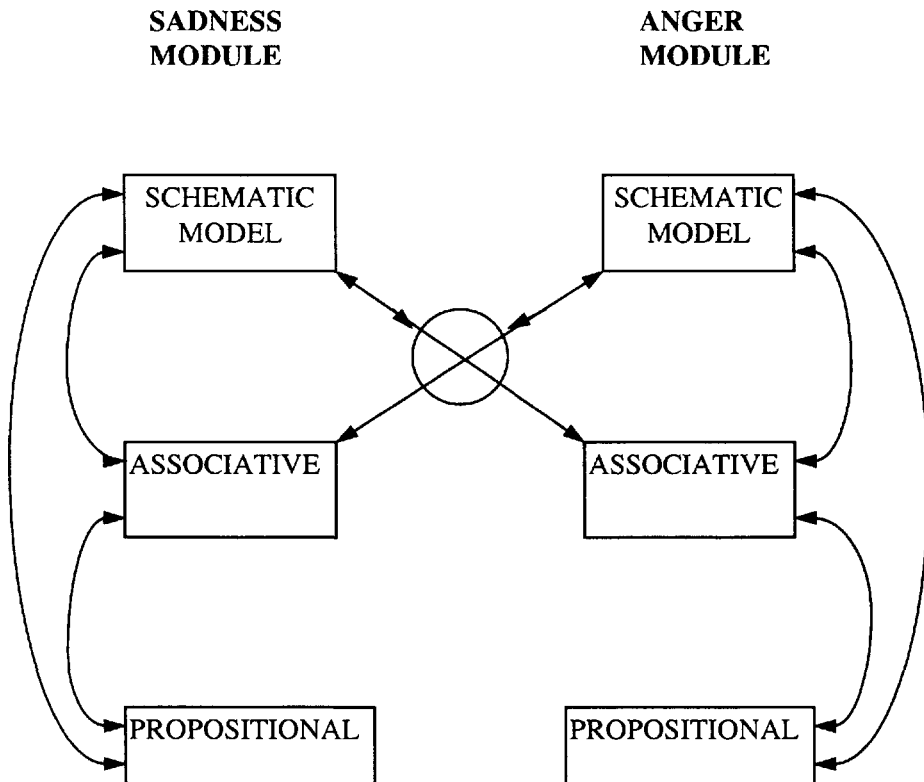 SADNESS
MODULE
ANGER
MODULE
SCHEMATIC
MODEL
SCHEMATIC
MODEL
ASSOCIATIVE
ASSOCIATIVE
PROPOSITIONAL
PROPOSITIONAL